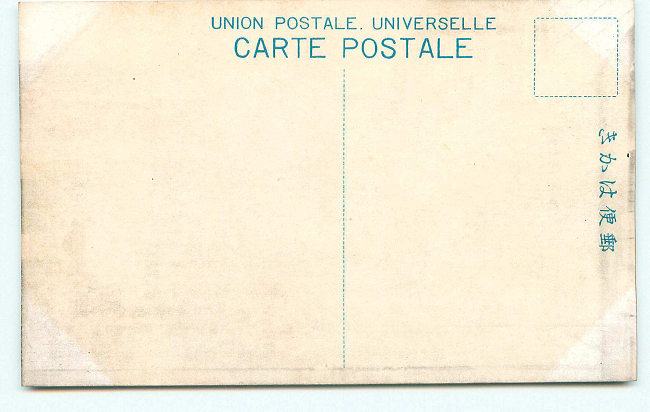 UNION POSTALE. UNIVERSELLE
CARTE POSTALE
郵便はかき